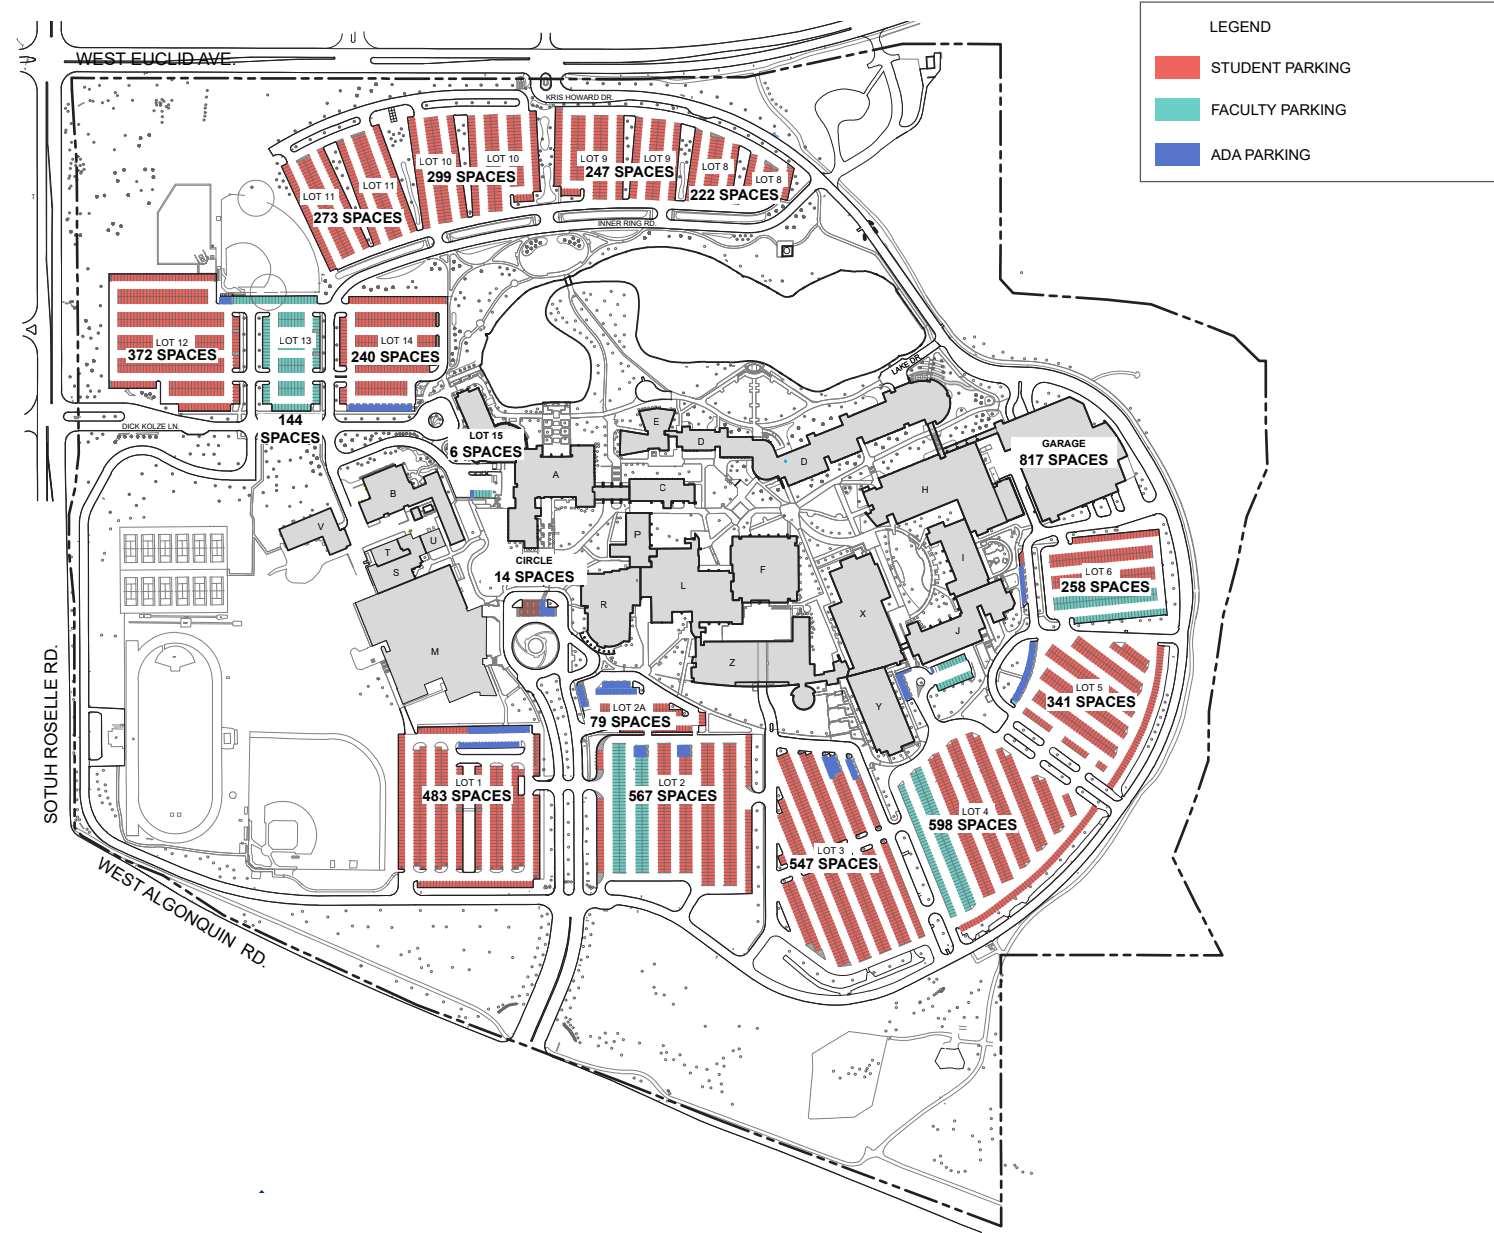 LEGEND
STUDENT PARKING
FACULTY PARKING
ADA PARKING
WEST EUCLID AVE.
KRIS HOWARD DR.
LOT 10
LOT 10
299 SPACES
LOT 9
LOT 9
247 SPACES
LOT 8
LOT 8
222 SPACES
LOT 11
LOT 11
273 SPACES
INNER RING RD.
LOT 12
372 SPACES
LOT 13
144
SPACES
LOT 14
240 SPACES
LAKE DR
DICK KOLZE LN.
LOT 15
6 SPACES
E
D
D
A
C
B
H
GARAGE
817 SPACES
V
U
T
S
P
CIRCLE
14 SPACES
F
L
I
R
X
J
LOT 6
258 SPACES
M
Z
Y
LOT 5
341 SPACES
LOT 2A
79 SPACES
SOTUH ROSELLE RD.
LOT 1
483 SPACES
LOT 2
567 SPACES
LOT 4
598 SPACES
LOT 3
547 SPACES
WEST ALGONQUIN RD.